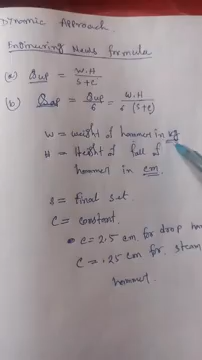 Dynamic Approach.
Engineering News formula
(a) Qup = W.H / S+C
(b) Qap = Qup / 6 = W.H / 6 (S+C)
W = Weight of hammer in kg
H = Height of fall of
hammer in cm
S = final set.
C = constant.
• C = 2.5 cm for drop
C = .25 cm for steam
hammer.